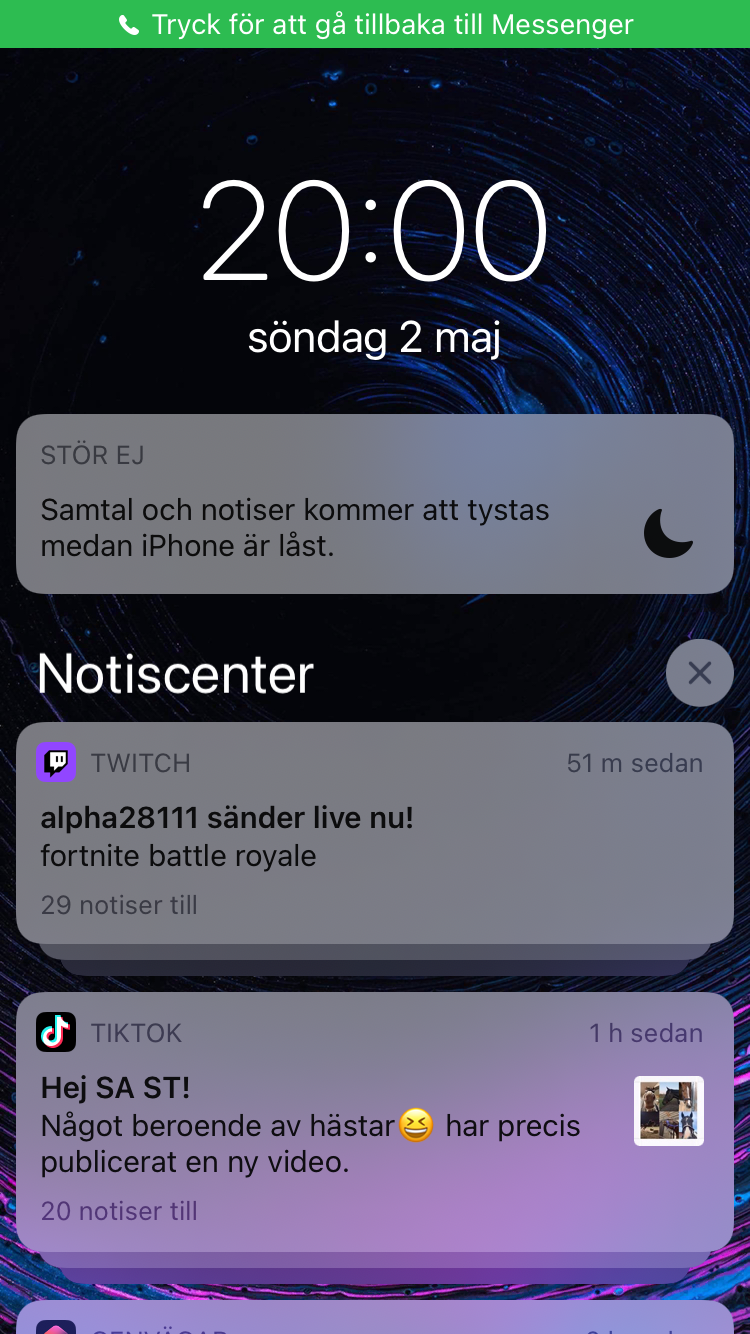 Tryck för att gå tillbaka till Messenger
20:00
söndag 2 maj
STÖR EJ
Samtal och notiser kommer att tystas
medan iPhone är låst.
Notiscenter
TWITCH 51 m sedan
alpha28111 sänder live nu!
fortnite battle royale
29 notiser till
TIKTOK 1 h sedan
Hej SA ST!
Något beroende av hästar😆 har precis
publicerat en ny video.
20 notiser till